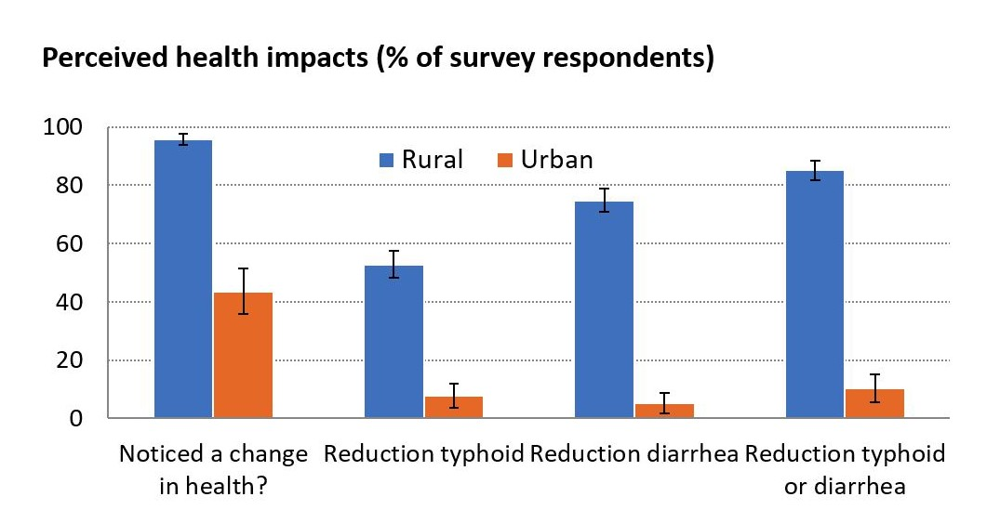 Perceived health impacts (% of survey respondents)
100
Rural Urban
80
60
40
20
0
Noticed a change Reduction typhoid Reduction diarrhea Reduction typhoid
in health? or diarrhea